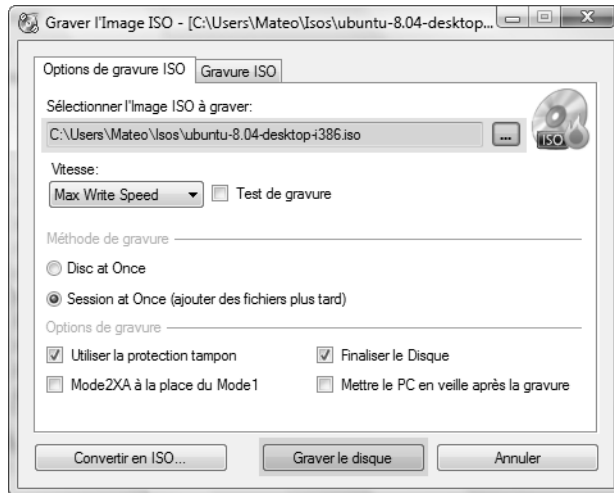 Graver l'Image ISO - [C:\Users\Mateo\Isos\ubuntu-8.04-desktop...
Options de gravure ISO
Gravure ISO
Sélectionner l'Image ISO à graver:
C:\Users\Mateo\Isos\ubuntu-8.04-desktop-i386.iso
...
ISO
Vitesse:
Max Write Speed
Test de gravure
Méthode de gravure
Disc at Once
Session at Once (ajouter des fichiers plus tard)
Options de gravure
Utiliser la protection tampon
Finaliser le Disque
Mode2XA à la place du Mode1
Mettre le PC en veille après la gravure
Convertir en ISO...
Graver le disque
Annuler